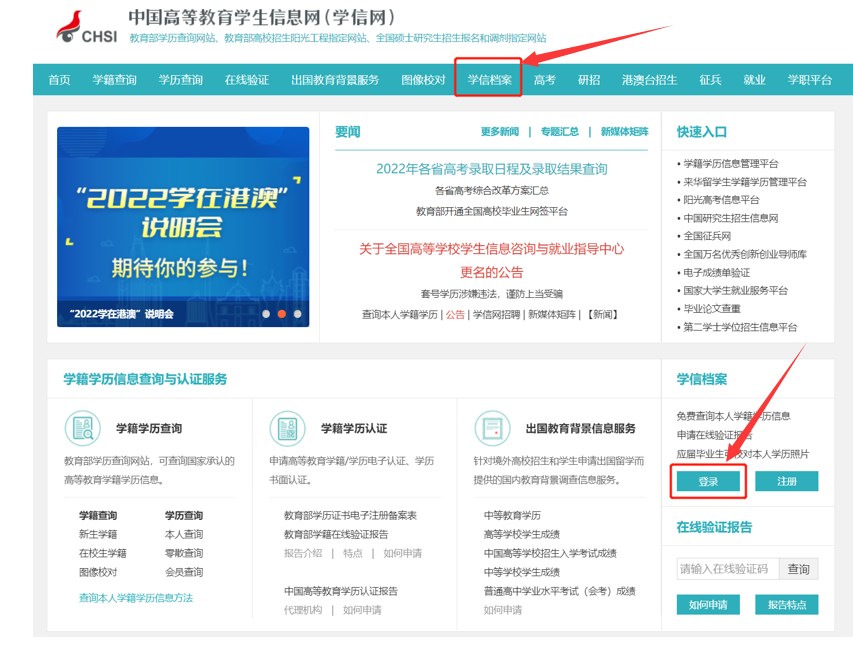 中国高等教育学生信息网(学信网)
CHSI
教育部学历查询网站、教育部高校招生阳光工程指定网站、全国硕士研究生招生报名和调剂指定网站
首页 学籍查询 学历查询 在线验证 出国教育背景服务 图像校对 学信档案 高考 研招 港澳台招生 征兵 就业 学职平台
“2022学在港澳”
说明会
期待你的参与!
“2022学在港澳”说明会
要闻 更多新闻 | 专题汇总 | 新媒体矩阵
2022年各省高考录取日程及录取结果查询
各省高考综合改革方案汇总
教育部开通全国高校毕业生网签平台
关于全国高等学校学生信息咨询与就业指导中心
更名的公告
套号学历涉嫌违法,谨防上当受骗
查询本人学籍学历 | 公告 | 学信网招聘 | 新媒体矩阵 | 【新闻】
快速入口
• 学籍学历信息管理平台
• 来华留学生学籍学历管理平台
• 阳光高考信息平台
• 中国研究生招生信息网
• 全国征兵网
• 全国万名优秀创新创业导师库
• 电子成绩单验证
• 国家大学生就业服务平台
• 毕业论文查重
• 第二学士学位招生信息平台
学籍学历信息查询与认证服务
学籍学历查询
教育部学历查询网站,可查询国家承认的
高等教育学籍学历信息。
学籍查询 学历查询
新生学籍 本人查询
在校生学籍 零散查询
图像校对 会员查询
查询本人学籍学历信息方法
学籍学历认证
申请高等教育学籍/学历电子认证、学历
书面认证。
教育部学历证书电子注册备案表
教育部学籍在线验证报告
报告介绍 | 特点 | 如何申请
中国高等教育学历认证报告
代理机构 | 如何申请
出国教育背景信息服务
针对境外高校招生和学生申请出国留学而
提供的国内教育背景调查信息服务。
中等教育学历
高等学校学生成绩
中国高等学校招生入学考试成绩
中等学校学生成绩
普通高中学业水平考试(会考)成绩
如何申请
学信档案
免费查询本人学籍学历信息
申请在线验证报告
应届毕业生可校对本人学历照片
登录 注册
在线验证报告
请输入在线验证码 查询
如何申请 报告特点